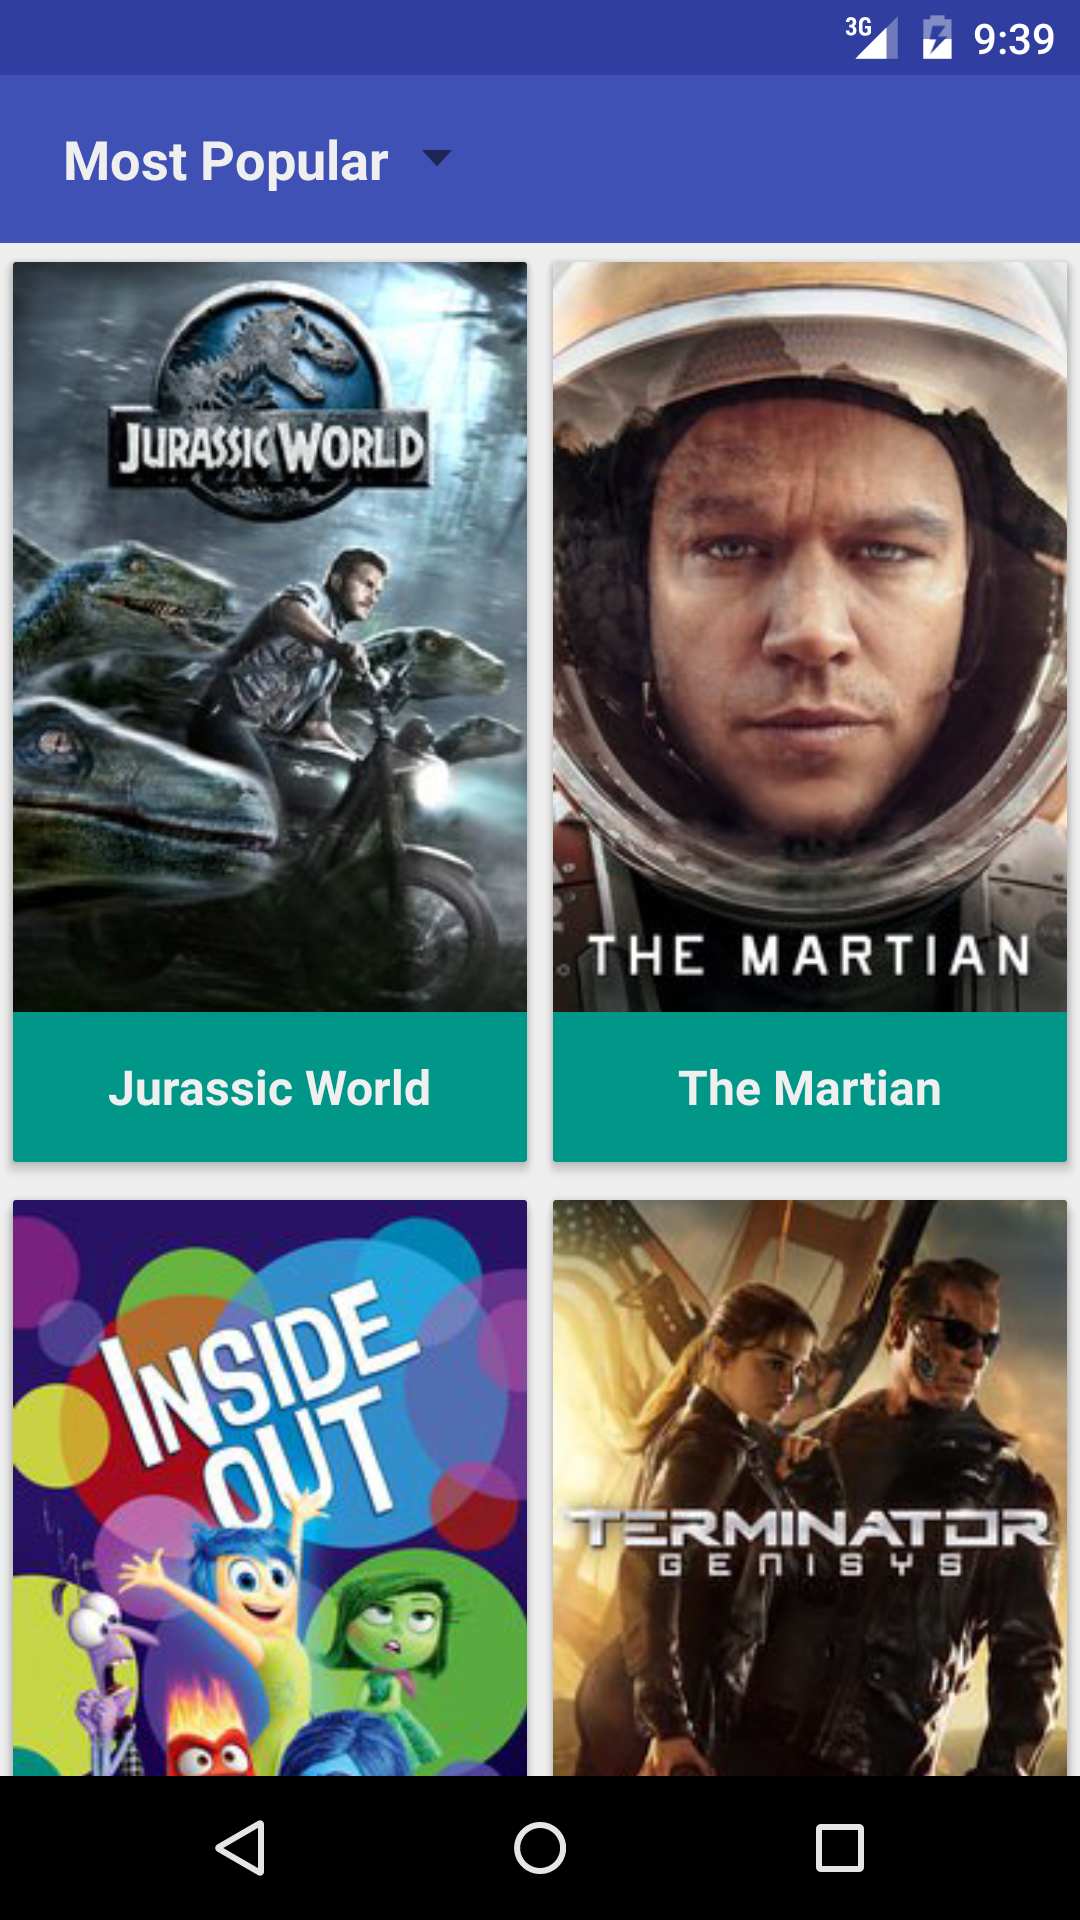 3G 9:39
Most Popular
JURASSIC WORLD
THE MARTIAN
Jurassic World
The Martian
INSIDE
OUT
TERMINATOR
GENISYS